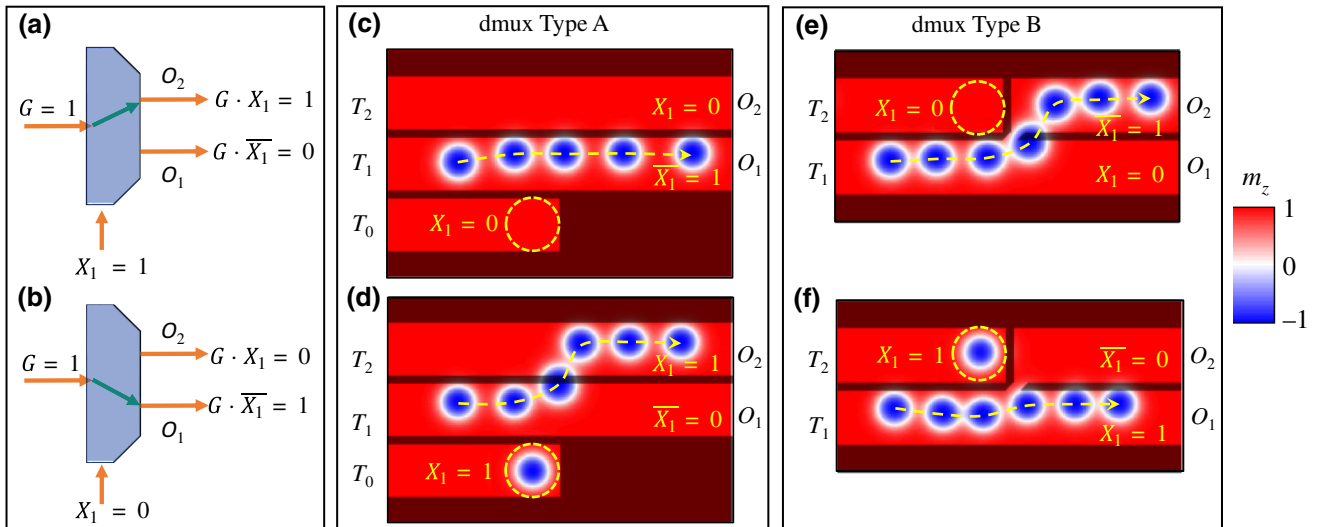 (a)
O₂
G = 1
G · X₁ = 1
G · X̅₁̅ = 0
O₁
X₁ = 1
(b)
O₂
G · X₁ = 0
G = 1
G · X̅₁̅ = 1
O₁
X₁ = 0
(c)
dmux Type A
T₂
X₁ = 0
O₂
T₁
X̅₁̅ = 1
O₁
T₀
X₁ = 0
(d)
T₂
X₁ = 1
O₂
T₁
X̅₁̅ = 0
O₁
T₀
X₁ = 1
(e)
dmux Type B
T₂
X₁ = 0
X̅₁̅ = 1
O₂
T₁
X₁ = 0
O₁
(f)
T₂
X₁ = 1
X̅₁̅ = 0
O₂
T₁
X₁ = 1
O₁
m_z
1
0
–1